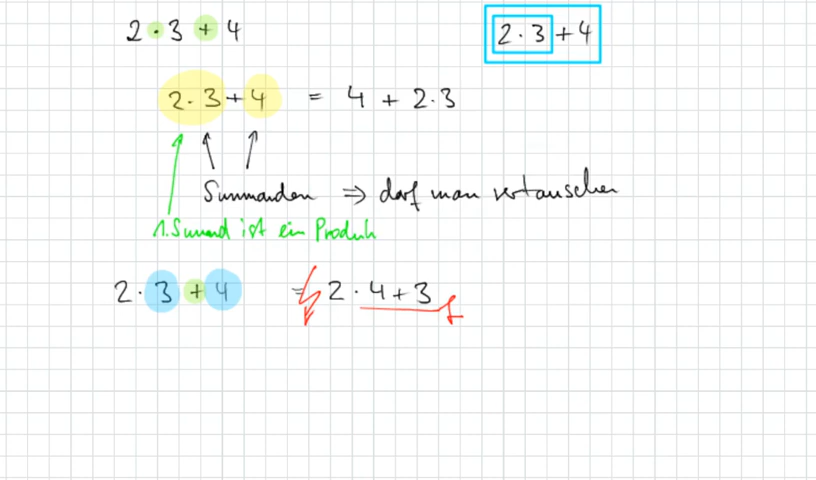 2 · 3 + 4
2 · 3 + 4
2 · 3 + 4 = 4 + 2 · 3
Summanden ⇒ darf man vertauschen
1. Summand ist ein Produkt
2 · 3 + 4 = 2 · 4 + 3 f